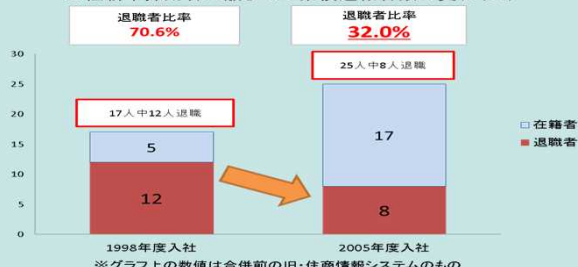 退職者比率
70.6%
退職者比率
32.0%
30
25
20
15
10
5
0
17人中12人退職
25人中8人退職
5
12
17
8
在籍者
退職者
1998年度入社
2005年度入社
※グラフ上の数値は合併前の旧・住商情報システムのもの